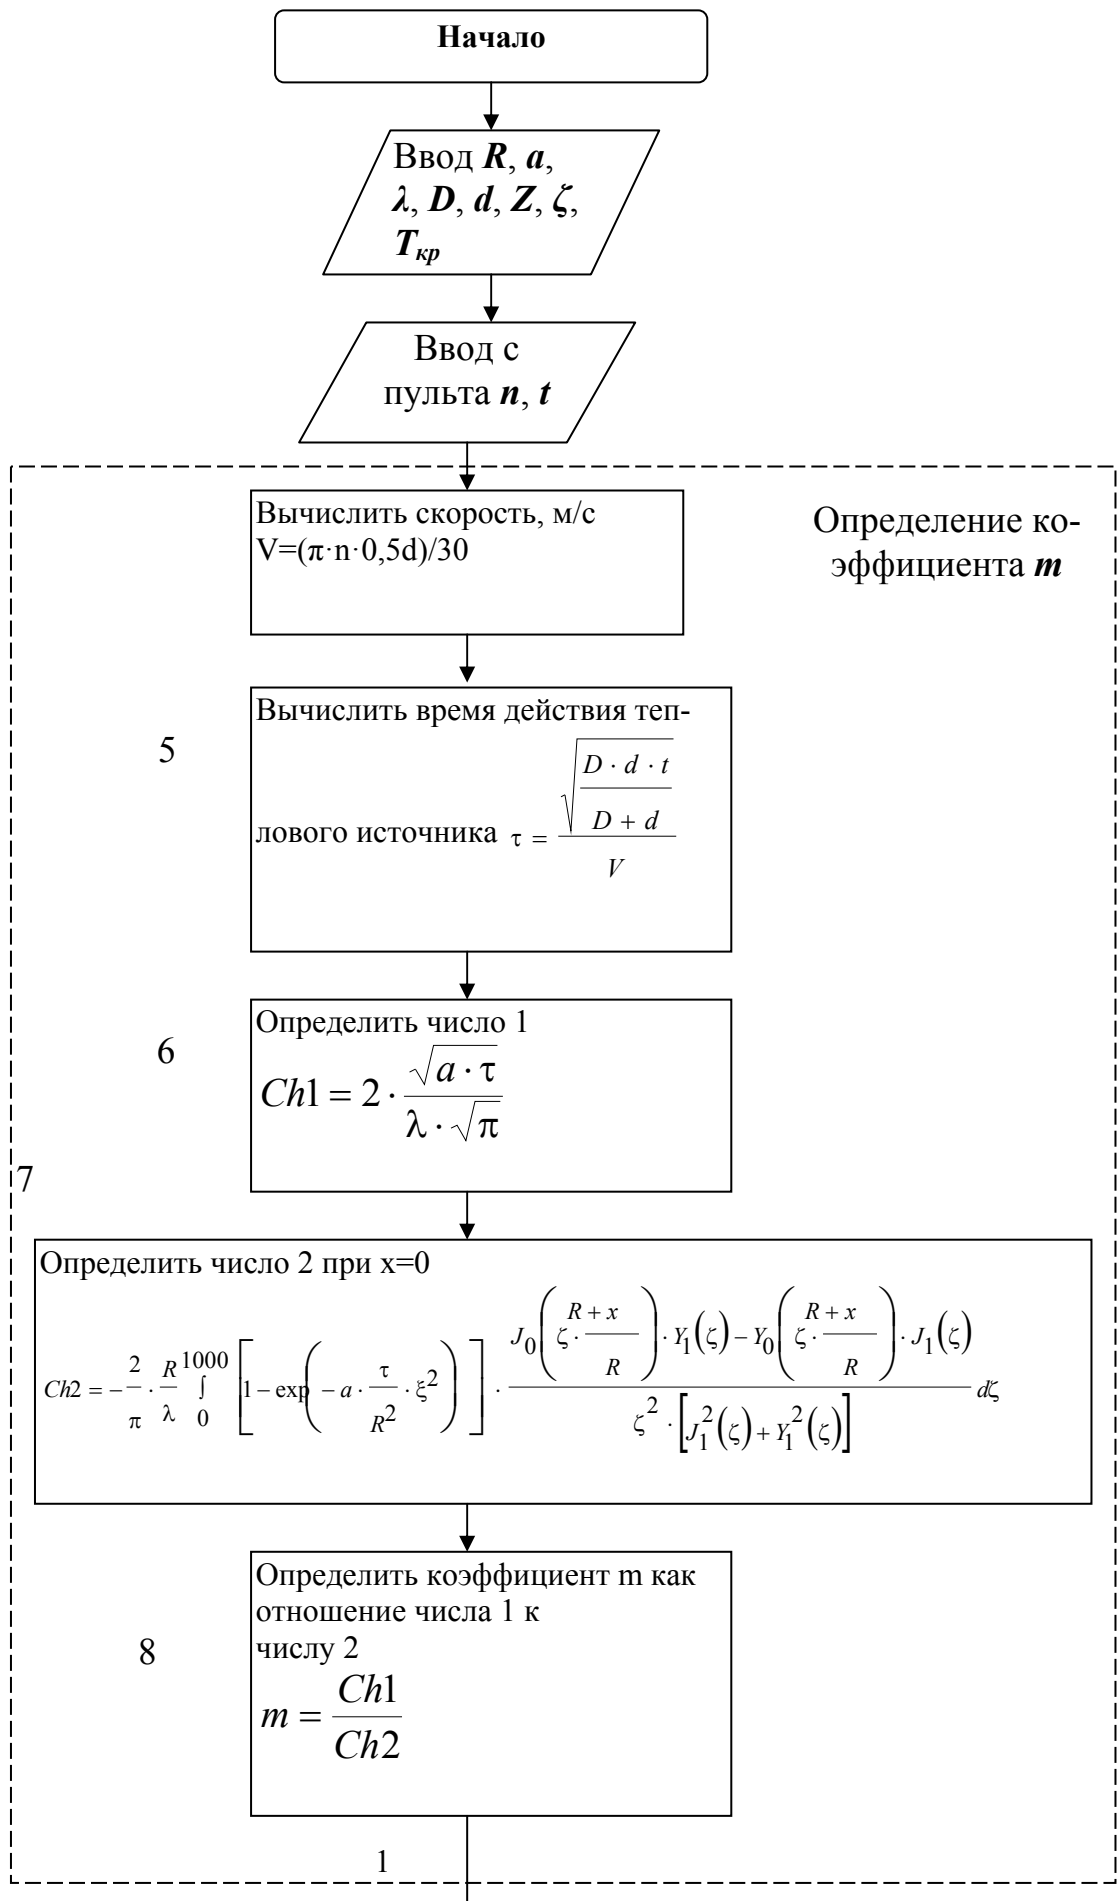 Начало
Ввод R, a,
λ, D, d, Z, ζ,
Tкр
Ввод с
пульта n, t
Определение ко-
эффициента m
Вычислить скорость, м/с
V=(π·n·0,5d)/30
5
Вычислить время действия теп-
лового источника τ = √(D · d · t / (D + d)) / V
6
Определить число 1
Ch1 = 2 · √(a · τ) / (λ · √π)
7
Определить число 2 при x=0
Ch2 = − 2/π · R/λ ∫₀¹⁰⁰⁰ [1 − exp(− a · τ/R² · ξ²)] · (J₀(ζ · (R + x)/R) · Y₁(ζ) − Y₀(ζ · (R + x)/R) · J₁(ζ)) / (ζ² · [J₁²(ζ) + Y₁²(ζ)]) dζ
8
Определить коэффициент m как
отношение числа 1 к
числу 2
m = Ch1 / Ch2
1